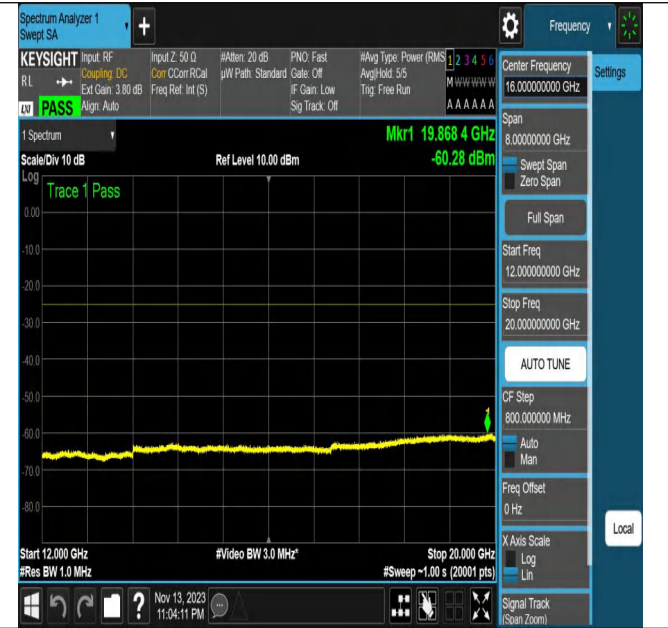 Spectrum Analyzer 1
Swept SA
+
Frequency
KEYSIGHT
RL
LXI
PASS
Input: RF
Coupling: DC
Ext Gain: 3.80 dB
Align: Auto
Input Z: 50 Ω
Corr CCorr RCal
Freq Ref: Int (S)
#Atten: 20 dB
µW Path: Standard
PNO: Fast
Gate: Off
IF Gain: Low
Sig Track: Off
#Avg Type: Power (RMS
Avg|Hold: 5/5
Trig: Free Run
1 2 3 4 5 6
M W W W W W
A A A A A A
1 Spectrum
Scale/Div 10 dB
Ref Level 10.00 dBm
Mkr1 19.868 4 GHz
-60.28 dBm
Log
Trace 1 Pass
0.00
-10.0
-20.0
-30.0
-40.0
-50.0
-60.0
-70.0
-80.0
1
Start 12.000 GHz
#Video BW 3.0 MHz*
Stop 20.000 GHz
#Res BW 1.0 MHz
#Sweep ~1.00 s (20001 pts)
Nov 13, 2023
11:04:11 PM
?
Center Frequency
16.000000000 GHz
Settings
Span
8.00000000 GHz
Swept Span
Zero Span
Full Span
Start Freq
12.000000000 GHz
Stop Freq
20.000000000 GHz
AUTO TUNE
CF Step
800.000000 MHz
Auto
Man
Freq Offset
0 Hz
X Axis Scale
Log
Lin
Local
Signal Track
(Span Zoom)